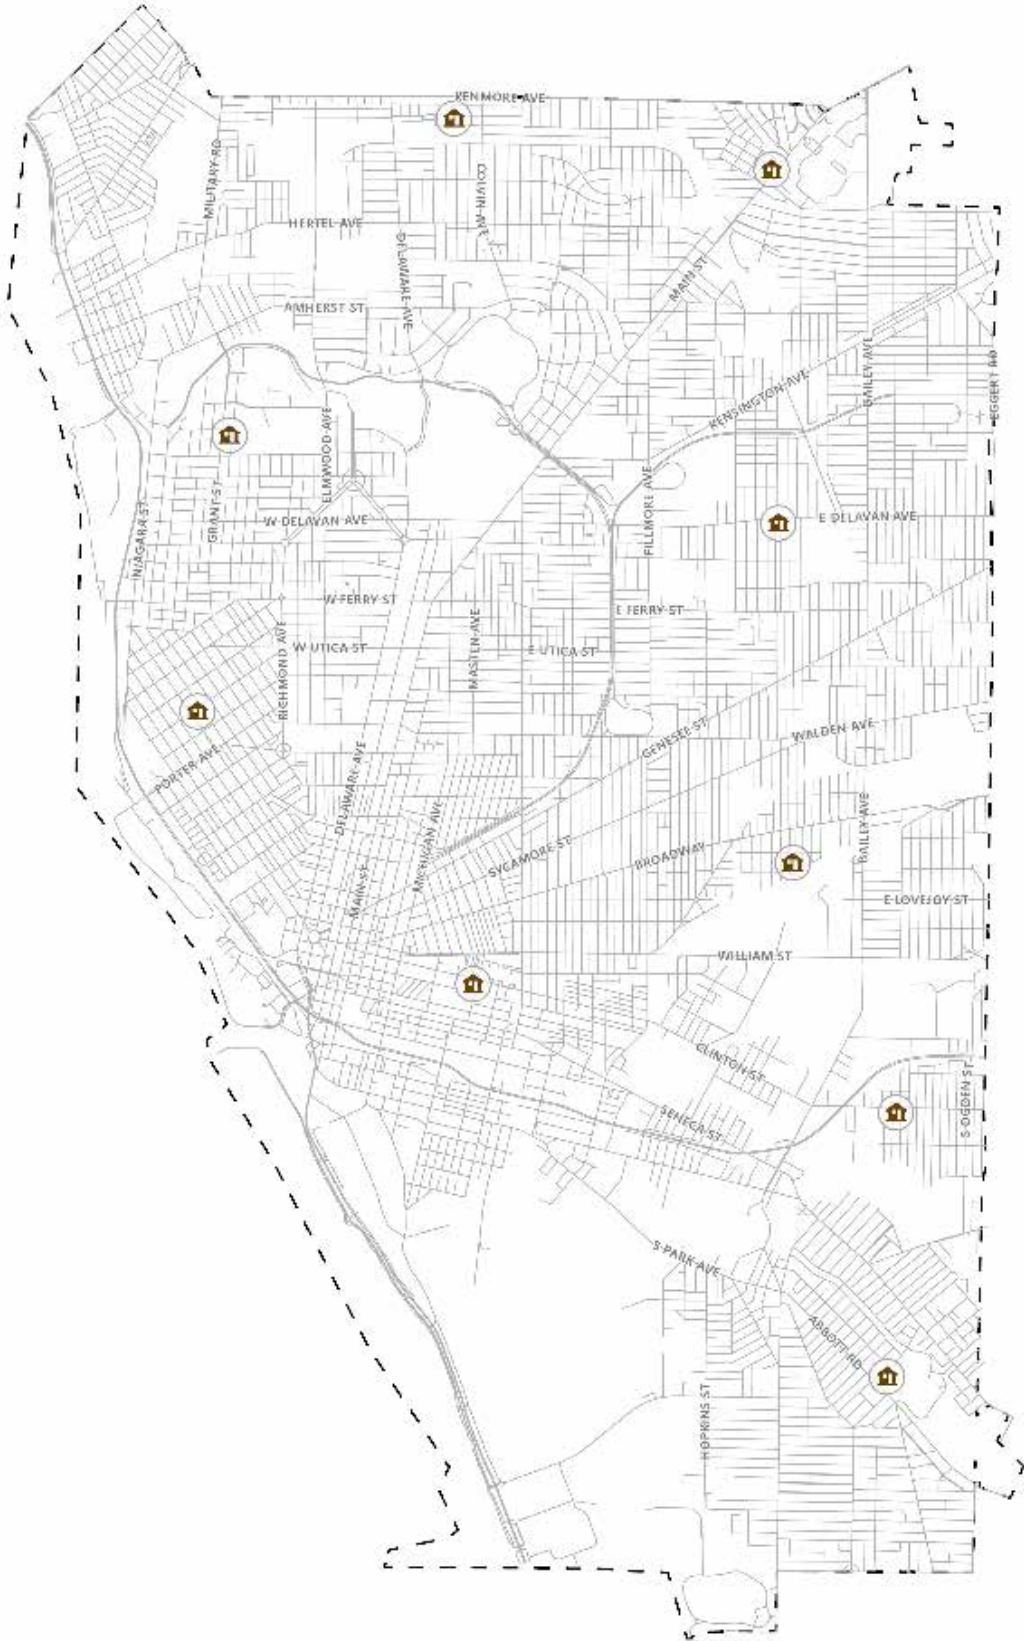 KENMORE AVE
MILITARY RD
COLVIN AV
HERTEL AVE
DELAWARE AVE
MAIN ST
AMHERST ST
BAILEY AVE
EGGERT RD
KENSINGTON AVE
ELMWOOD AVE
GRANT ST
NIAGARA ST
W DELAVAN AVE
FILLMORE AVE
E DELAVAN AVE
W FERRY ST
E FERRY ST
RICHMOND AVE
W UTICA ST
MASTEN AVE
E UTICA ST
GENESEE ST
WALDEN AVE
PORTER AVE
DELAWARE AVE
MICHIGAN AVE
SYCAMORE ST
BROADWAY
BAILEY AVE
MAIN ST
E LOVEJOY ST
WILLIAM ST
CLINTON ST
S OGDEN ST
SENECA ST
S PARK AVE
ABBOTT RD
HOPKINS ST